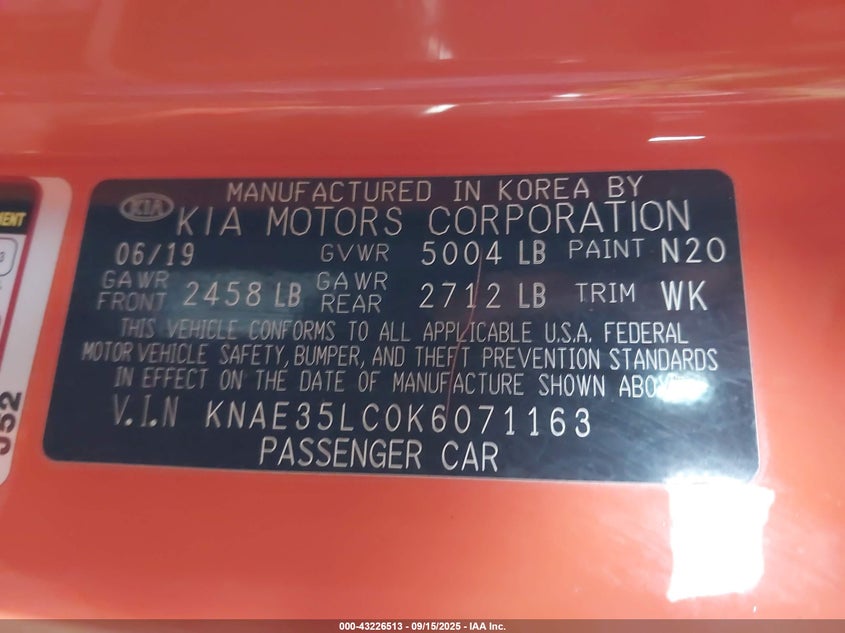 MANUFACTURED IN KOREA BY
KIA
KIA MOTORS CORPORATION
06/19 GVWR 5004 LB PAINT N20
GAWR FRONT 2458 LB GAWR REAR 2712 LB TRIM WK
THIS VEHICLE CONFORMS TO ALL APPLICABLE U.S.A. FEDERAL
MOTOR VEHICLE SAFETY, BUMPER, AND THEFT PREVENTION STANDARDS
IN EFFECT ON THE DATE OF MANUFACTURE SHOWN ABOVE.
V.I.N KNAE35LC0K6071163
PASSENGER CAR
J52
000-43226513 - 09/15/2025 - IAA Inc.